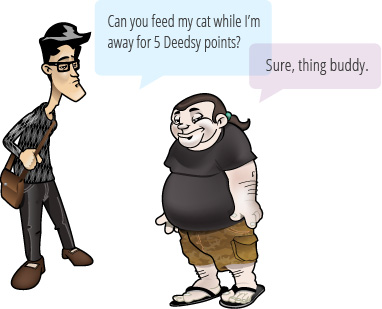 Can you feed my cat while I'm
away for 5 Deedsy points?
Sure, thing buddy.